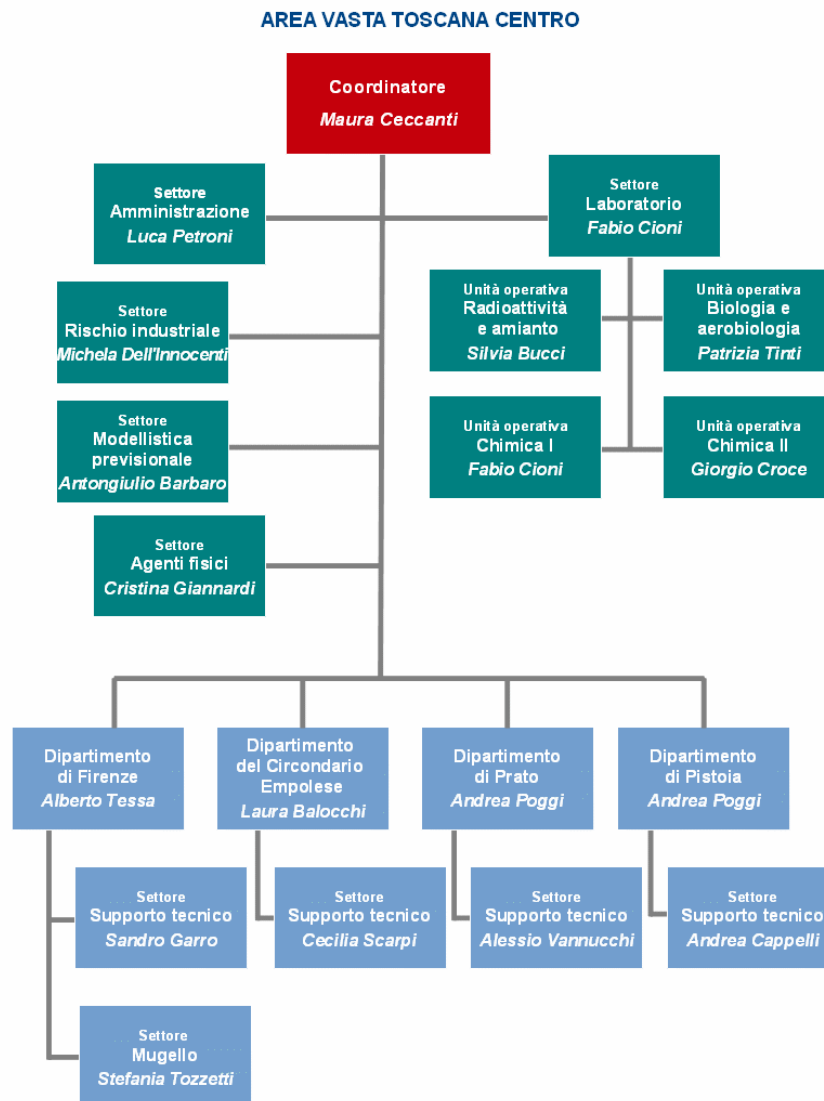 AREA VASTA TOSCANA CENTRO
Coordinatore
Maura Ceccanti
Settore
Amministrazione
Luca Petroni
Settore
Laboratorio
Fabio Cioni
Settore
Rischio industriale
Michela Dell'Innocenti
Unità operativa
Radioattività
e amianto
Silvia Bucci
Unità operativa
Biologia e
aerobiologia
Patrizia Tinti
Settore
Modellistica
previsionale
Antongiulio Barbaro
Unità operativa
Chimica I
Fabio Cioni
Unità operativa
Chimica II
Giorgio Croce
Settore
Agenti fisici
Cristina Giannardi
Dipartimento
di Firenze
Alberto Tessa
Dipartimento
del Circondario
Empolese
Laura Balocchi
Dipartimento
di Prato
Andrea Poggi
Dipartimento
di Pistoia
Andrea Poggi
Settore
Supporto tecnico
Sandro Garro
Settore
Supporto tecnico
Cecilia Scarpi
Settore
Supporto tecnico
Alessio Vannucchi
Settore
Supporto tecnico
Andrea Cappelli
Settore
Mugello
Stefania Tozzetti